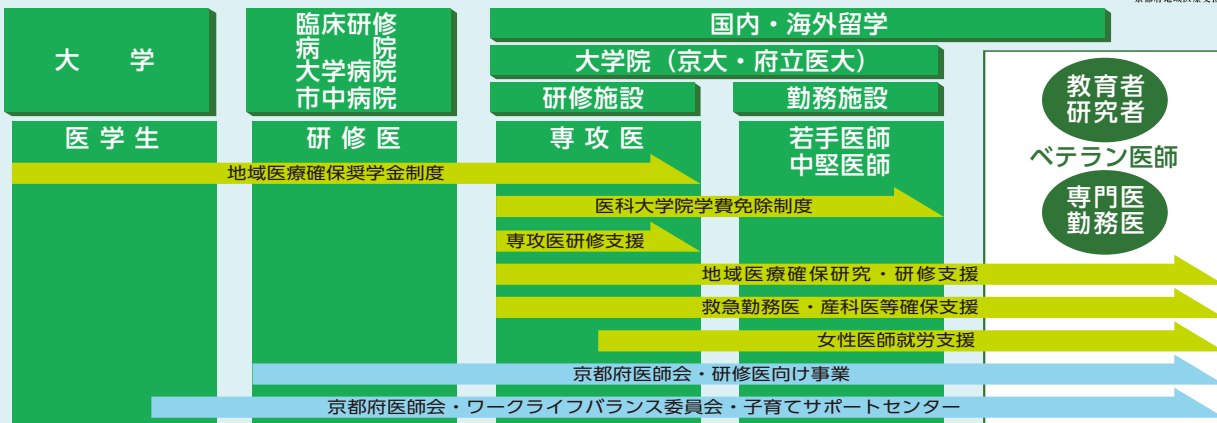 大　学
臨床研修
病　院
大学病院
市中病院
国内・海外留学
大学院（京大・府立医大）
研修施設
勤務施設
医学生
研修医
専攻医
若手医師
中堅医師
教育者
研究者
ベテラン医師
専門医
勤務医
地域医療確保奨学金制度
医科大学院学費免除制度
専攻医研修支援
地域医療確保研究・研修支援
救急勤務医・産科医等確保支援
女性医師就労支援
京都府医師会・研修医向け事業
京都府医師会・ワークライフバランス委員会・子育てサポートセンター